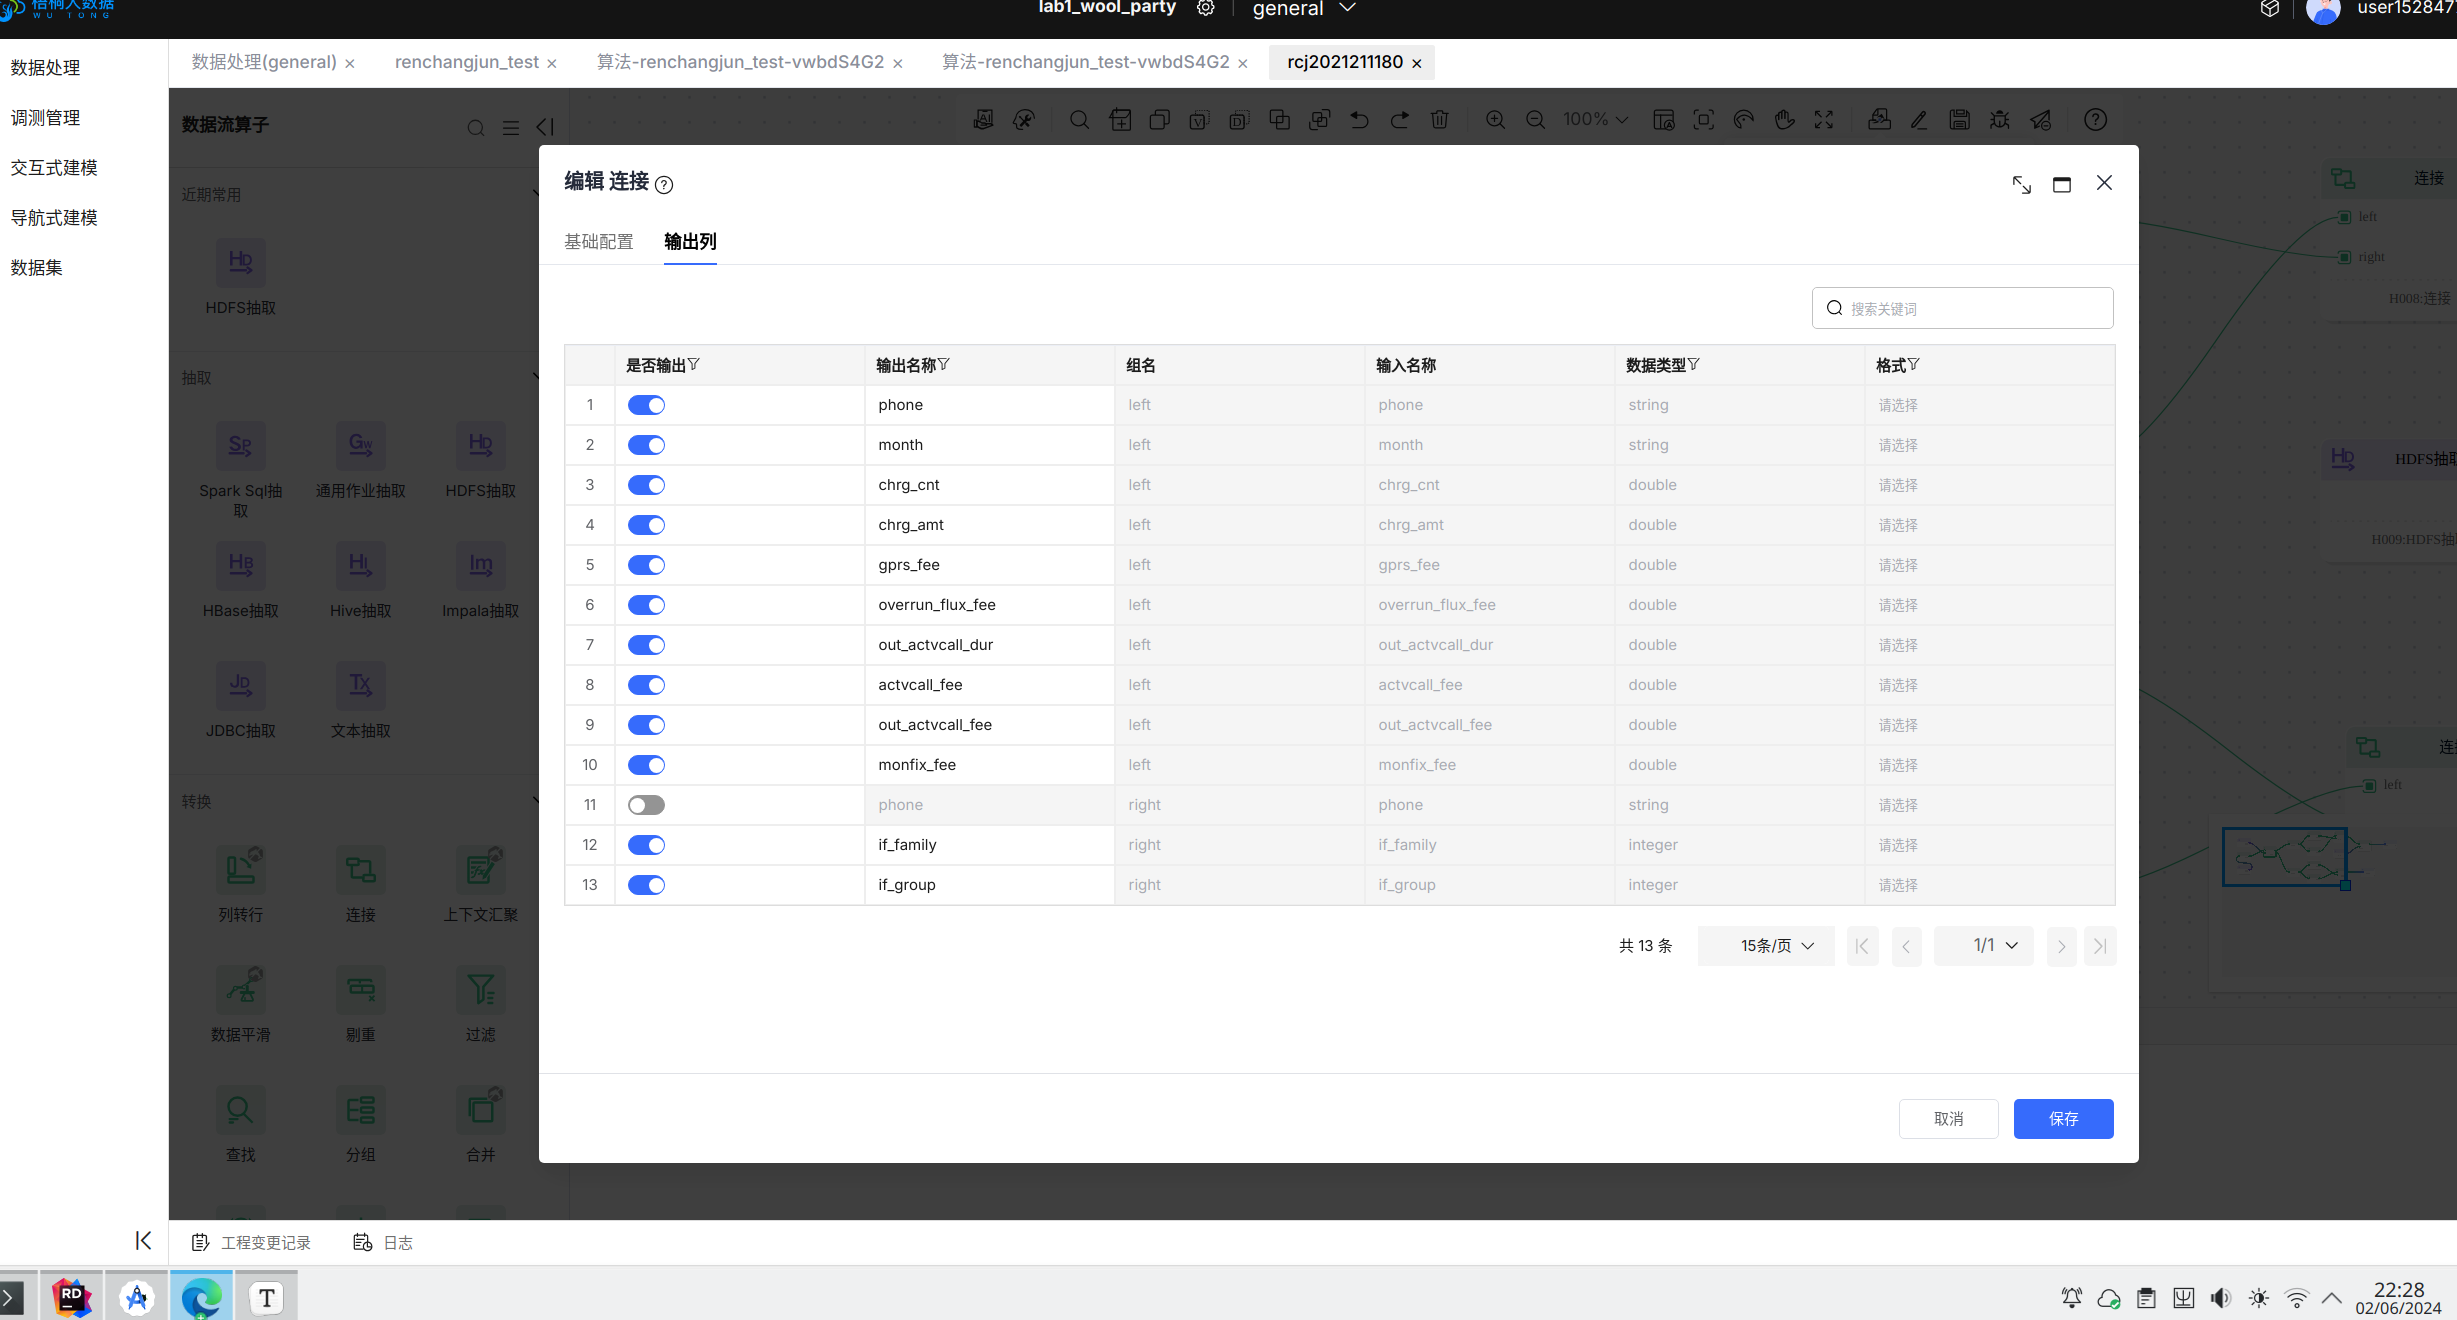 梧桐大数据
WU TONG
lab1_wool_party
general
user152847
数据处理
调测管理
交互式建模
导航式建模
数据集
数据处理(general)
renchangjun_test
算法-renchangjun_test-vwbdS4G2
算法-renchangjun_test-vwbdS4G2
rcj2021211180
数据流算子
100%
近期常用
HDFS抽取
抽取
Spark Sql抽取
通用作业抽取
HDFS抽取
HBase抽取
Hive抽取
Impala抽取
JDBC抽取
文本抽取
转换
列转行
连接
上下文汇聚
数据平滑
剔重
过滤
查找
分组
合并
编辑 连接
基础配置
输出列
搜索关键词
是否输出 输出名称 组名 输入名称 数据类型 格式
1 phone left phone string 请选择
2 month left month string 请选择
3 chrg_cnt left chrg_cnt double 请选择
4 chrg_amt left chrg_amt double 请选择
5 gprs_fee left gprs_fee double 请选择
6 overrun_flux_fee left overrun_flux_fee double 请选择
7 out_actvcall_dur left out_actvcall_dur double 请选择
8 actvcall_fee left actvcall_fee double 请选择
9 out_actvcall_fee left out_actvcall_fee double 请选择
10 monfix_fee left monfix_fee double 请选择
11 phone right phone string 请选择
12 if_family right if_family integer 请选择
13 if_group right if_group integer 请选择
共 13 条
15条/页
1/1
取消
保存
连接
left
right
H008:连接
HDFS抽取
H009:HDFS抽
left
工程变更记录
日志
22:28
02/06/2024